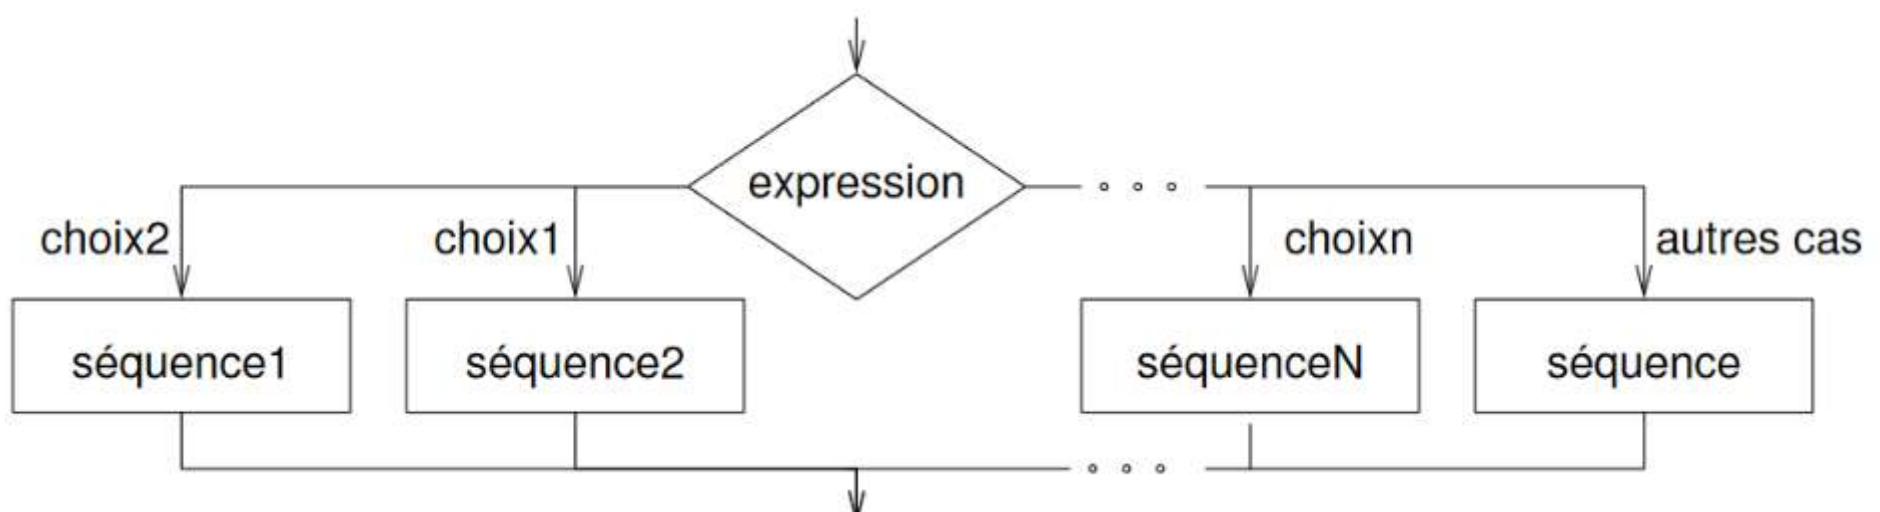 expression
choix2
choix1
choixn
autres cas
séquence1
séquence2
séquenceN
séquence